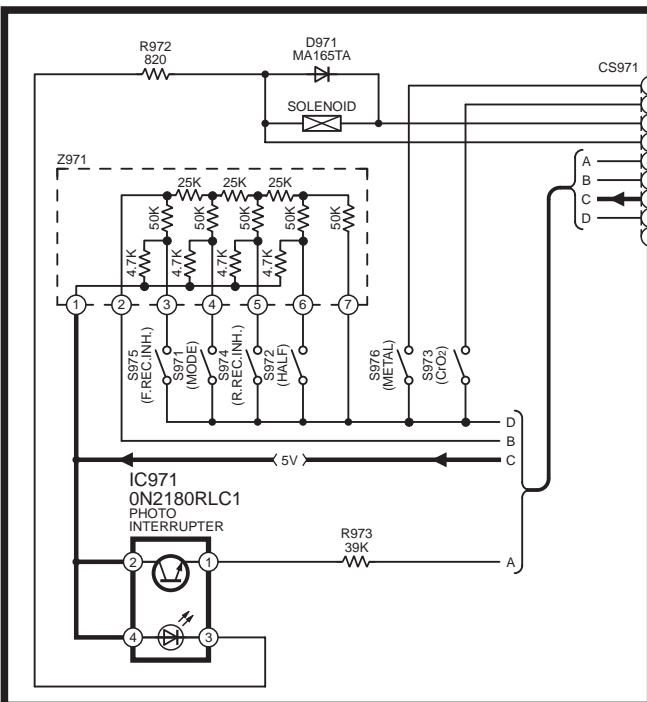 R972
820
D971
MA165TA
CS971
SOLENOID
Z971
25K 25K 25K
50K 50K 50K 50K 50K
4.7K 4.7K 4.7K 4.7K
A
B
C
D
1 2 3 4 5 6 7
S975
(F.REC.INH.)
S971
(MODE)
S974
(R.REC.INH.)
S972
(HALF)
S976
(METAL)
S973
(CrO2)
D
B
5V C
IC971
0N2180RLC1
PHOTO
INTERRUPTER
R973
39K
2 1 A
4 3